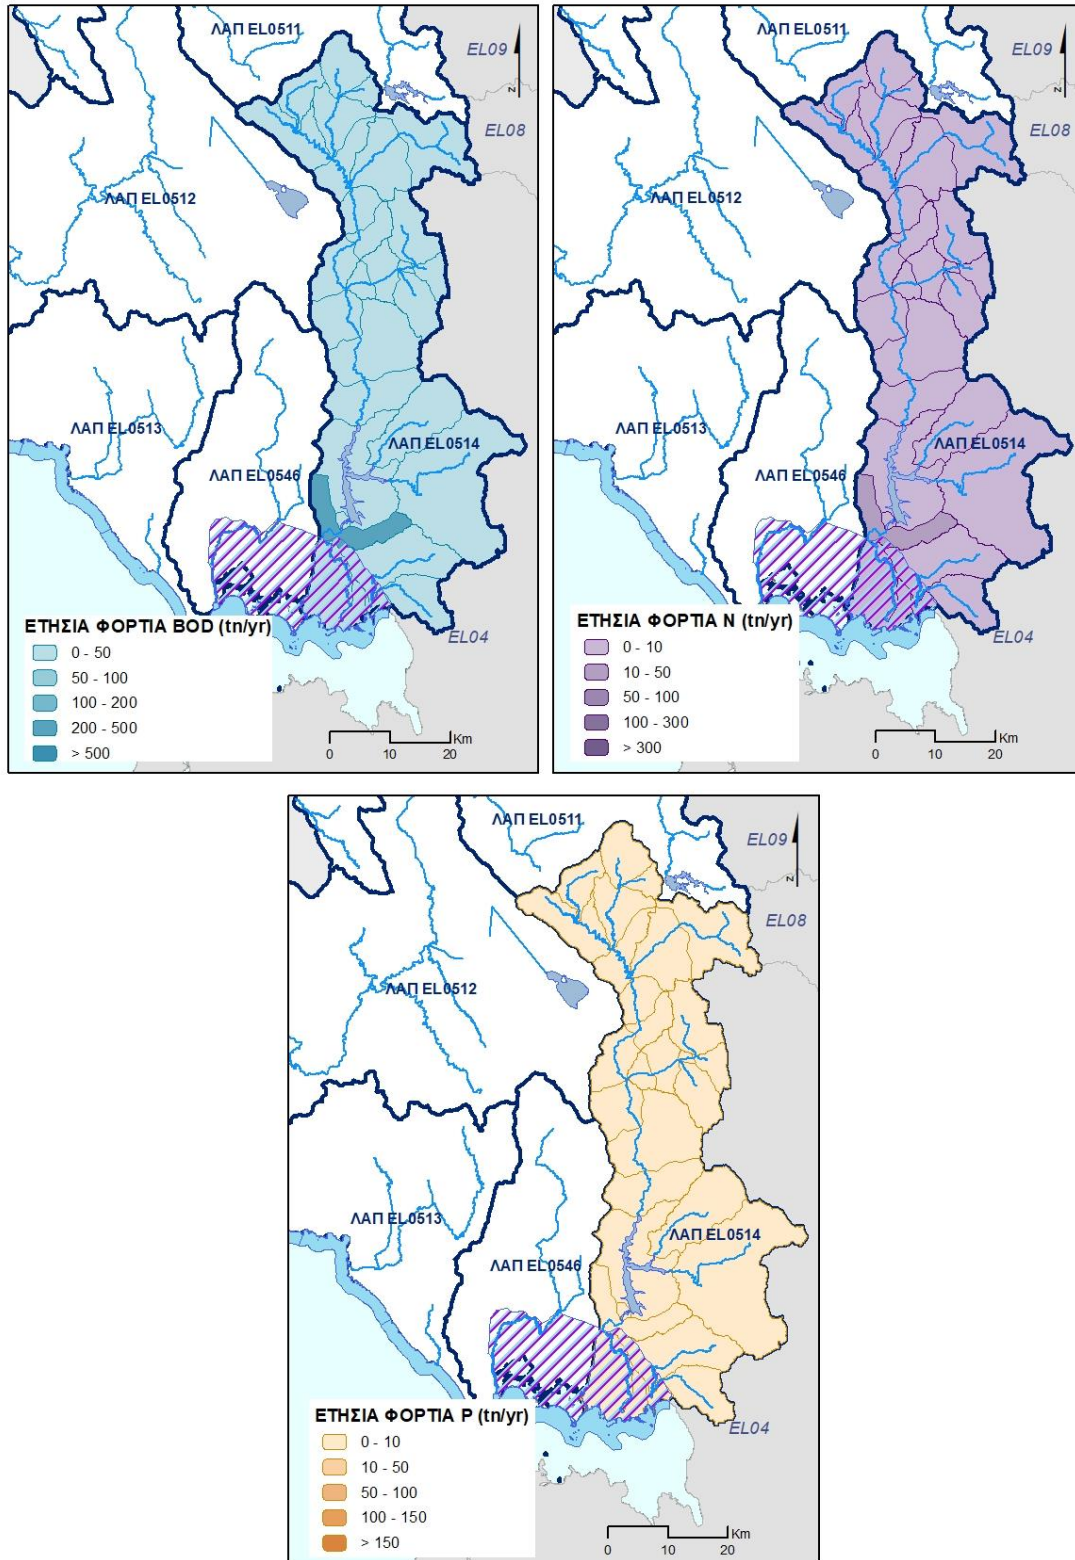 ΛΑΠ EL0511
EL09
z
EL08
ΛΑΠ EL0512
ΛΑΠ EL0513
ΛΑΠ EL0514
ΛΑΠ EL0546
EL04
ΕΤΗΣΙΑ ΦΟΡΤΙΑ BOD (tn/yr)
0 - 50
50 - 100
100 - 200
200 - 500
> 500
Km
0 10 20
ΛΑΠ EL0511
EL09
z
EL08
ΛΑΠ EL0512
ΛΑΠ EL0513
ΛΑΠ EL0514
ΛΑΠ EL0546
EL04
ΕΤΗΣΙΑ ΦΟΡΤΙΑ N (tn/yr)
0 - 10
10 - 50
50 - 100
100 - 300
> 300
Km
0 10 20
ΛΑΠ EL0511
EL09
z
EL08
ΛΑΠ EL0512
ΛΑΠ EL0513
ΛΑΠ EL0514
ΛΑΠ EL0546
EL04
ΕΤΗΣΙΑ ΦΟΡΤΙΑ P (tn/yr)
0 - 10
10 - 50
50 - 100
100 - 150
> 150
Km
0 10 20